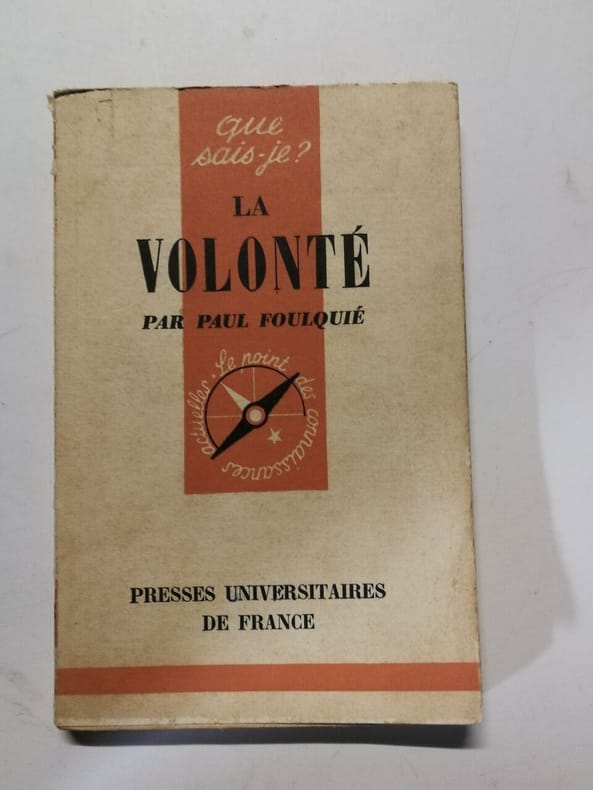 que
sais-je?
LA
VOLONTÉ
PAR PAUL FOULQUIÉ
Le point des connaissances actuelles
PRESSES UNIVERSITAIRES
DE FRANCE